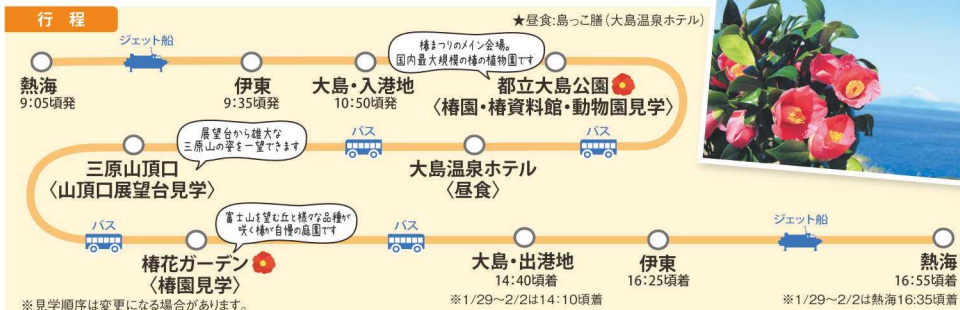 行程
★昼食:島っこ膳(大島温泉ホテル)
ジェット船
椿まつりのメイン会場。
国内最大規模の椿の植物園です
熱海
9:05頃発
伊東
9:35頃発
大島・入港地
10:50頃発
都立大島公園
〈椿園・椿資料館・動物園見学〉
バス
大島温泉ホテル
〈昼食〉
バス
展望台から雄大な
三原山の姿を一望できます
三原山頂口
〈山頂口展望台見学〉
バス
富士山を望む丘と様々な品種が
咲く椿が自慢の庭園です
椿花ガーデン
〈椿園見学〉
バス
大島・出港地
14:40頃着
※1/29～2/2は14:10頃着
伊東
16:25頃着
ジェット船
熱海
16:55頃着
※1/29～2/2は熱海16:35頃着
※見学順序は変更になる場合があります。